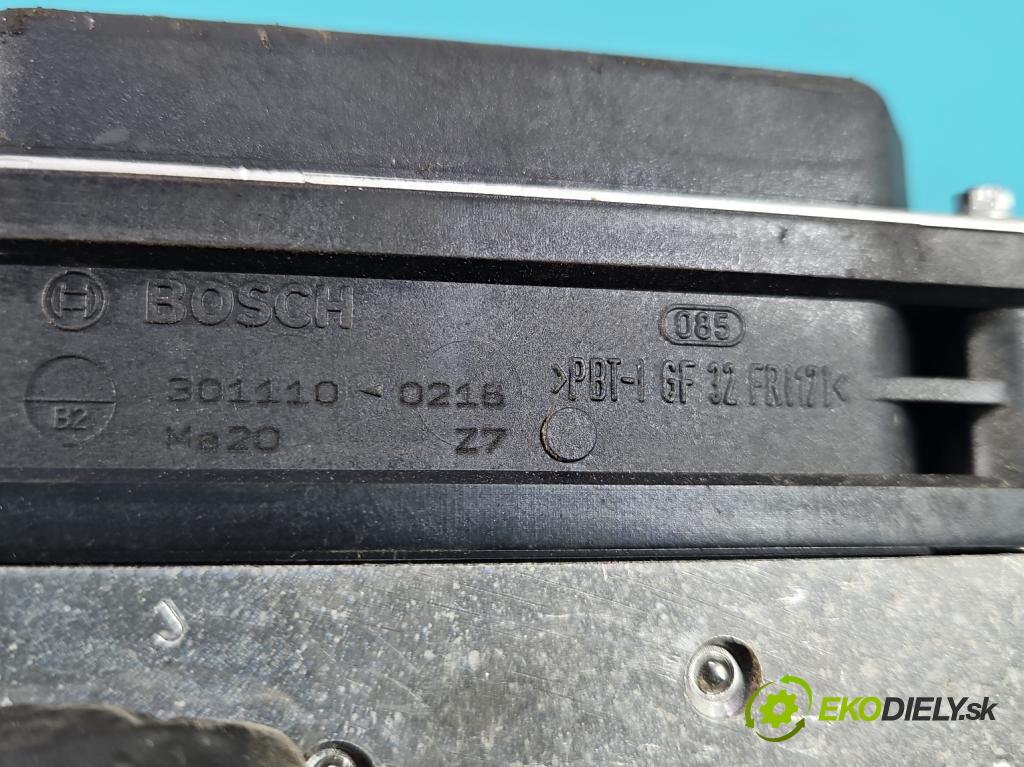 BOSCH
085
301110-0218
>PBT-I GF 32 FR(17)<
B2
Ma20 Z7
J
EKODIELY.sk